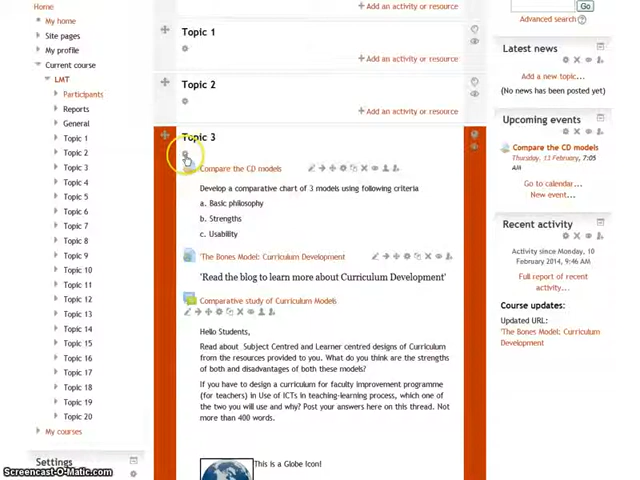 Home
My home
Site pages
My profile
Current course
LMT
Participants
Reports
General
Topic 1
Topic 2
Topic 3
Topic 4
Topic 5
Topic 6
Topic 7
Topic 8
Topic 9
Topic 10
Topic 11
Topic 12
Topic 13
Topic 14
Topic 15
Topic 16
Topic 17
Topic 18
Topic 19
Topic 20
My courses
Settings
Screencast-O-Matic.com
Add an activity or resource
Topic 1
Add an activity or resource
Topic 2
Add an activity or resource
Topic 3
Compare the CD models
Develop a comparative chart of 3 models using following criteria
a. Basic philosophy
b. Strengths
c. Usability
'The Bones Model: Curriculum Development
'Read the blog to learn more about Curriculum Development'
Comparative study of Curriculum Models
Hello Students,
Read about Subject Centred and Learner centred designs of Curriculum
from the resources provided to you. What do you think are the strengths
of both and disadvantages of both these models?
If you have to design a curriculum for faculty improvement programme
(for teachers) in Use of ICTs in teaching-learning process, which one of
the two you will use and why? Post your answers here on this thread. Not
more than 400 words.
This is a Globe Icon!
Go
Advanced search
Latest news
Add a new topic...
(No news has been posted yet)
Upcoming events
Compare the CD models
Thursday, 13 February, 7:05
AM
Go to calendar...
New event...
Recent activity
Activity since Monday, 10
February 2014, 9:46 AM
Full report of recent
activity...
Course updates:
Updated URL:
'The Bones Model: Curriculum
Development